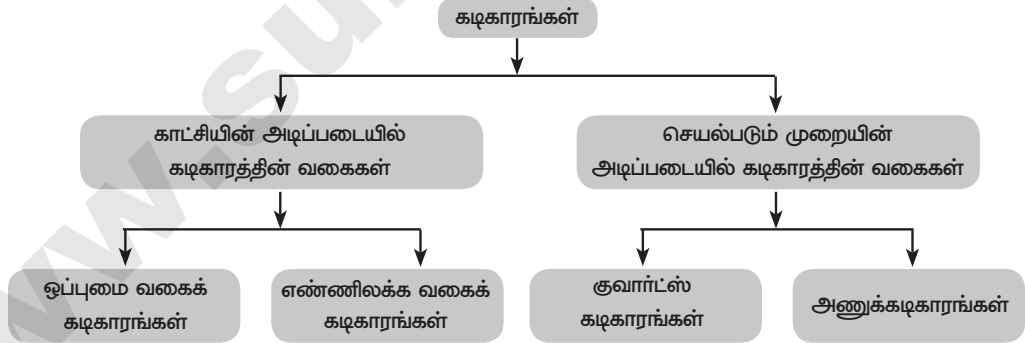 கடிகாரங்கள்
காட்சியின் அடிப்படையில்
கடிகாரத்தின் வகைகள்
செயல்படும் முறையின்
அடிப்படையில் கடிகாரத்தின் வகைகள்
ஒப்புமை வகைக்
கடிகாரங்கள்
எண்ணிலக்க வகைக்
கடிகாரங்கள்
குவார்ட்ஸ்
கடிகாரங்கள்
அணுக்கடிகாரங்கள்